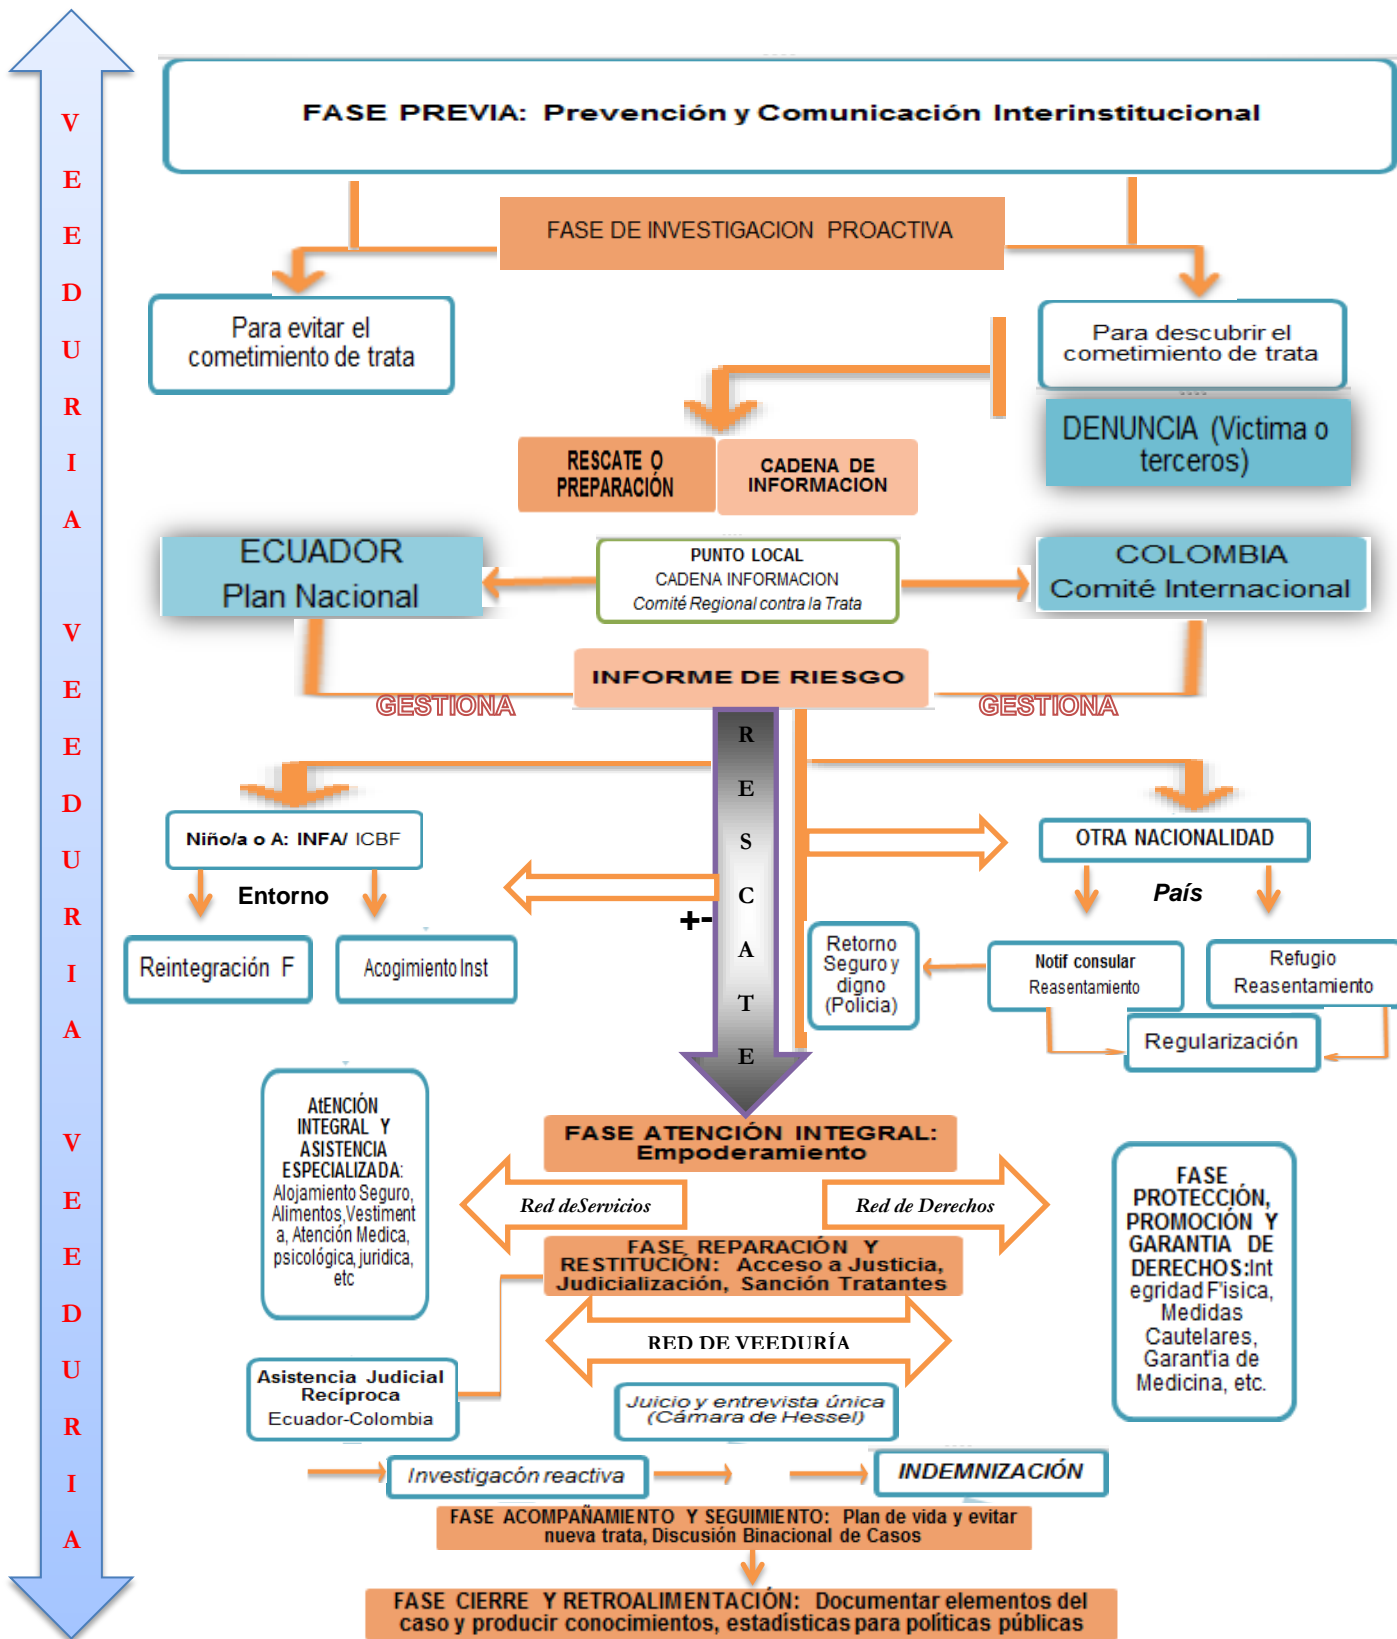 V
E
E
D
U
R
I
A
V
E
E
D
U
R
I
A
V
E
E
D
U
R
I
A
FASE PREVIA: Prevención y Comunicación Interinstitucional
FASE DE INVESTIGACION PROACTIVA
Para evitar el
cometimiento de trata
Para descubrir el
cometimiento de trata
DENUNCIA (Victima o
terceros)
RESCATE O
PREPARACIÓN
CADENA DE
INFORMACION
ECUADOR
Plan Nacional
PUNTO LOCAL
CADENA INFORMACION
Comité Regional contra la Trata
COLOMBIA
Comité Internacional
INFORME DE RIESGO
GESTIONA
GESTIONA
R
E
S
C
A
T
E
Niño/a o A: INFA/ ICBF
Entorno
Reintegración F
Acogimiento Inst
+-
OTRA NACIONALIDAD
País
Retorno
Seguro y
digno
(Policia)
Notif consular
Reasentamiento
Refugio
Reasentamiento
Regularización
AtENCIÓN
INTEGRAL Y
ASISTENCIA
ESPECIALIZADA:
Alojamiento Seguro,
Alimentos,Vestiment
a, Atención Medica,
psicológica, juridica,
etc
FASE ATENCIÓN INTEGRAL:
Empoderamiento
Red deServicios
Red de Derechos
FASE REPARACIÓN Y
RESTITUCIÓN: Acceso a Justicia,
Judicialización, Sanción Tratantes
RED DE VEEDURÍA
FASE
PROTECCIÓN,
PROMOCIÓN Y
GARANTIA DE
DERECHOS:Int
egridad F'isica,
Medidas
Cautelares,
Garant'ia de
Medicina, etc.
Asistencia Judicial
Recíproca
Ecuador-Colombia
Juicio y entrevista única
(Cámara de Hessel)
Investigacón reactiva
INDEMNIZACIÓN
FASE ACOMPAÑAMIENTO Y SEGUIMIENTO: Plan de vida y evitar
nueva trata, Discusión Binacional de Casos
FASE CIERRE Y RETROALIMENTACIÓN: Documentar elementos del
caso y producir conocimientos, estadísticas para políticas públicas